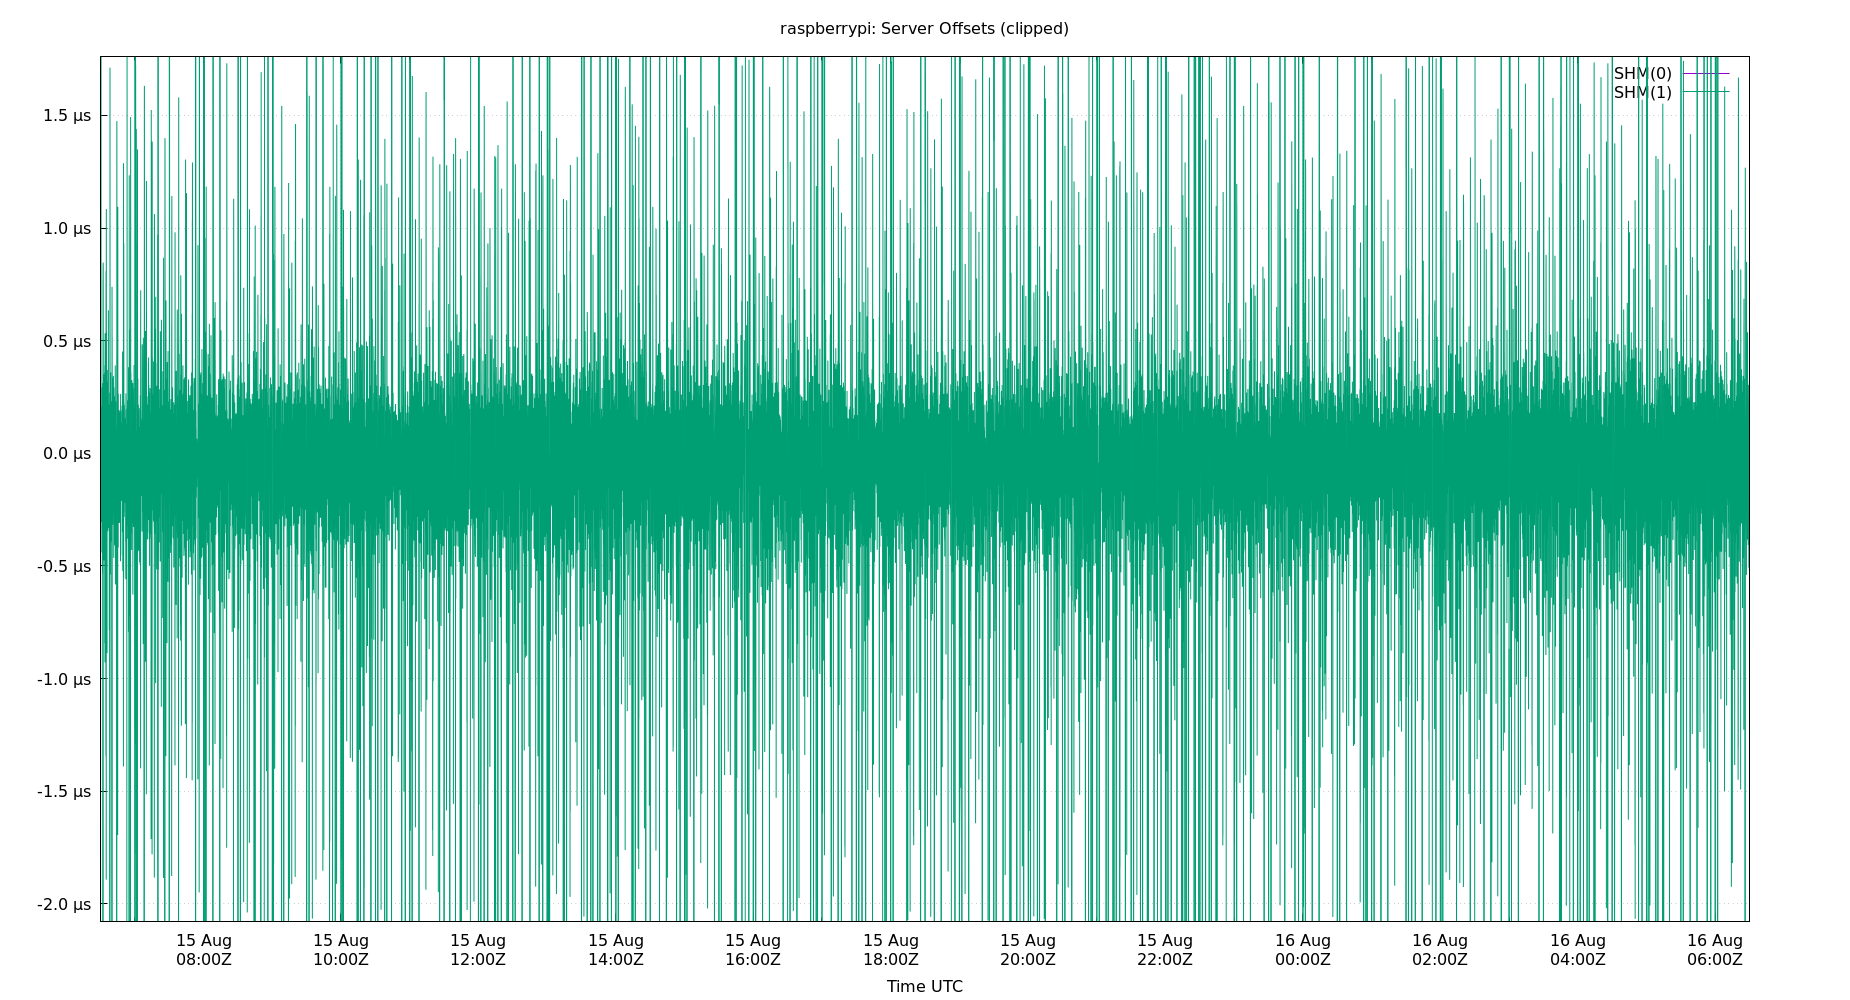 raspberrypi: Server Offsets (clipped)
SHM(0)
SHM(1)
1.5 µs
1.0 µs
0.5 µs
0.0 µs
-0.5 µs
-1.0 µs
-1.5 µs
-2.0 µs
15 Aug 15 Aug 15 Aug 15 Aug 15 Aug 15 Aug 15 Aug 15 Aug 16 Aug 16 Aug 16 Aug 16 Aug
08:00Z 10:00Z 12:00Z 14:00Z 16:00Z 18:00Z 20:00Z 22:00Z 00:00Z 02:00Z 04:00Z 06:00Z
Time UTC